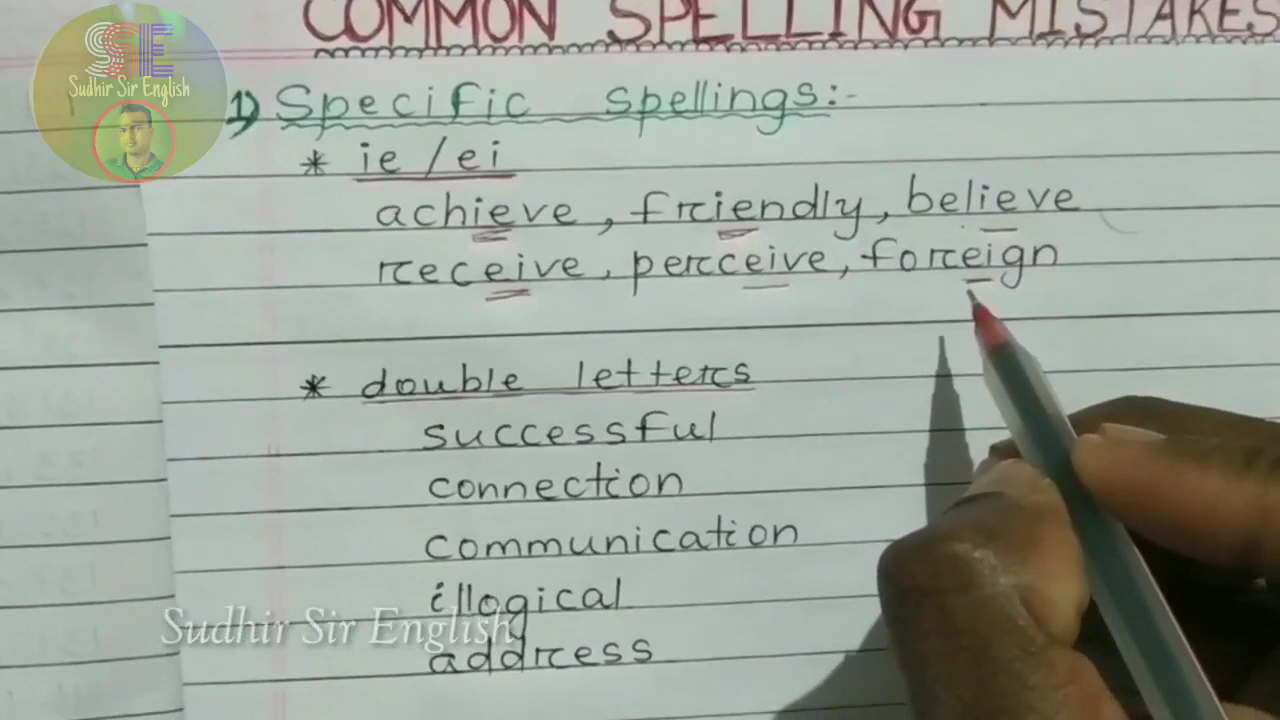 COMMON SPELLING MISTAKES
SE
Sudhir Sir English
1) Specific spellings:-
* ie/ei
achieve, friendly, believe
receive, perceive, foreign
* double letters
successful
connection
communication
illogical
Sudhir Sir English
address